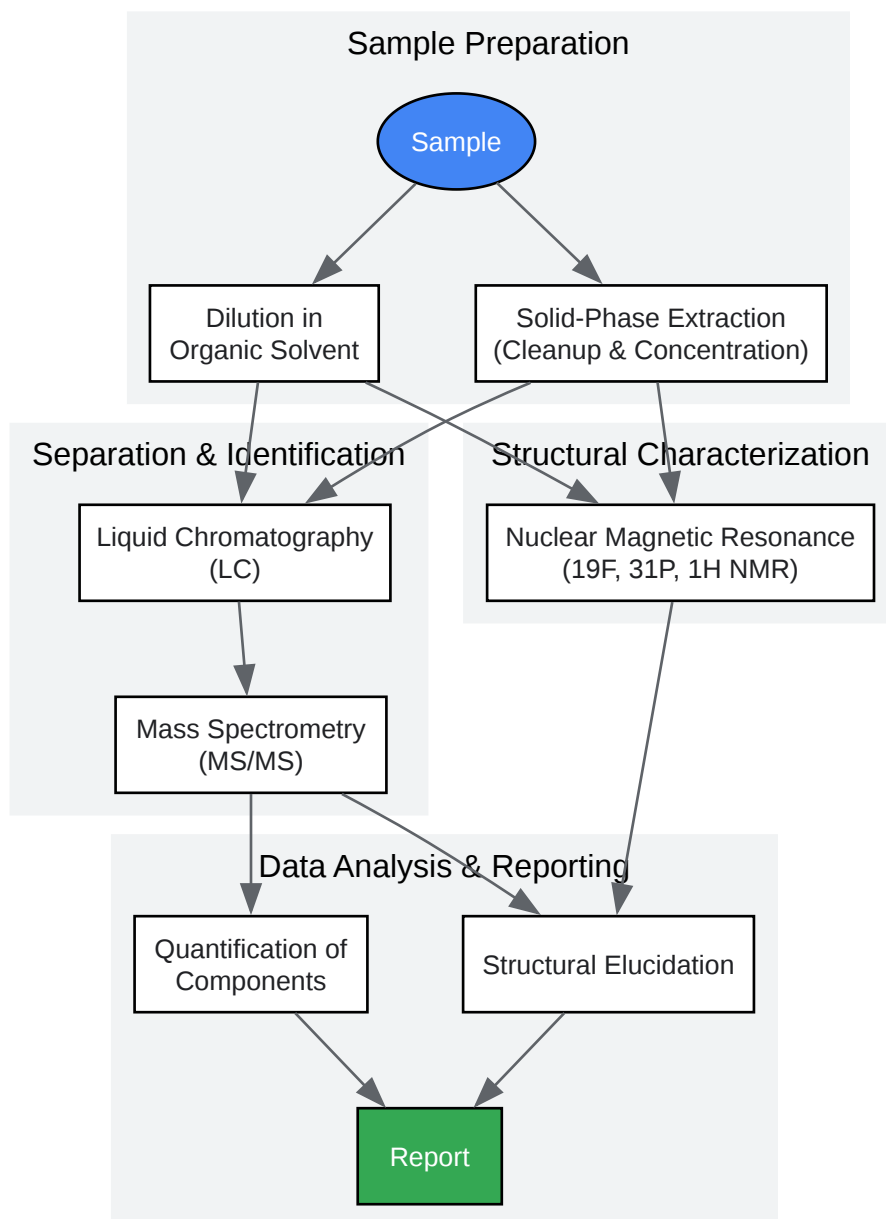 Sample Preparation
Sample
Dilution in
Organic Solvent
Solid-Phase Extraction
(Cleanup & Concentration)
Separation & Identification
Structural Characterization
Liquid Chromatography
(LC)
Nuclear Magnetic Resonance
(19F, 31P, 1H NMR)
Mass Spectrometry
(MS/MS)
Data Analysis & Reporting
Quantification of
Components
Structural Elucidation
Report